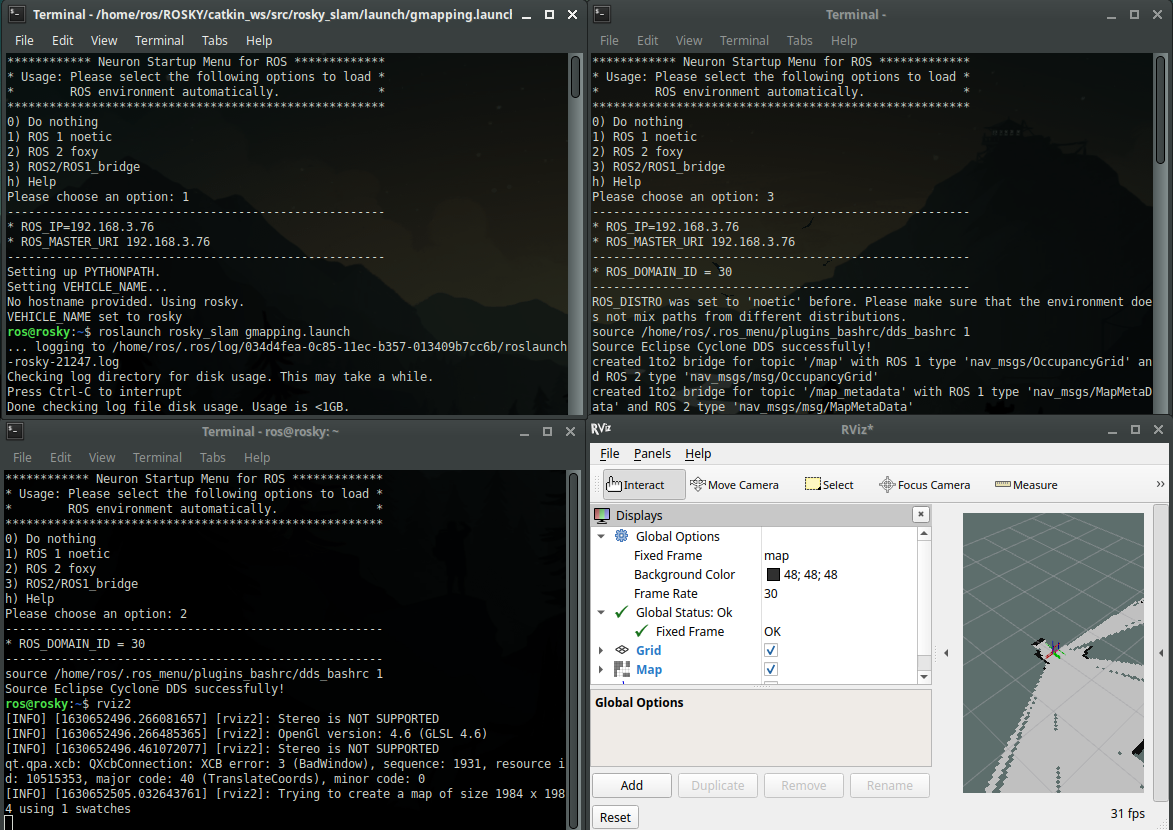 Terminal - /home/ros/ROSKY/catkin_ws/src/rosky_slam/launch/gmapping.launcl
File Edit View Terminal Tabs Help
************ Neuron Startup Menu for ROS *************
* Usage: Please select the following options to load *
*        ROS environment automatically.              *
******************************************************
0) Do nothing
1) ROS 1 noetic
2) ROS 2 foxy
3) ROS2/ROS1_bridge
h) Help
Please choose an option: 1
------------------------------------------------------
* ROS_IP=192.168.3.76
* ROS_MASTER_URI 192.168.3.76
------------------------------------------------------
Setting up PYTHONPATH.
Setting VEHICLE_NAME...
No hostname provided. Using rosky.
VEHICLE_NAME set to rosky
ros@rosky:~$ roslaunch rosky_slam gmapping.launch
... logging to /home/ros/.ros/log/034d4fea-0c85-11ec-b357-013409b7cc6b/roslaunch
-rosky-21247.log
Checking log directory for disk usage. This may take a while.
Press Ctrl-C to interrupt
Done checking log file disk usage. Usage is <1GB.
Terminal -
File Edit View Terminal Tabs Help
************ Neuron Startup Menu for ROS *************
* Usage: Please select the following options to load *
*        ROS environment automatically.              *
******************************************************
0) Do nothing
1) ROS 1 noetic
2) ROS 2 foxy
3) ROS2/ROS1_bridge
h) Help
Please choose an option: 3
------------------------------------------------------
* ROS_IP=192.168.3.76
* ROS_MASTER_URI 192.168.3.76
------------------------------------------------------
* ROS_DOMAIN_ID = 30
------------------------------------------------------
ROS_DISTRO was set to 'noetic' before. Please make sure that the environment doe
s not mix paths from different distributions.
source /home/ros/.ros_menu/plugins_bashrc/dds_bashrc 1
Source Eclipse Cyclone DDS successfully!
created 1to2 bridge for topic '/map' with ROS 1 type 'nav_msgs/OccupancyGrid' an
d ROS 2 type 'nav_msgs/msg/OccupancyGrid'
created 1to2 bridge for topic '/map_metadata' with ROS 1 type 'nav_msgs/MapMetaD
ata' and ROS 2 type 'nav_msgs/msg/MapMetaData'
Terminal - ros@rosky: ~
File Edit View Terminal Tabs Help
************ Neuron Startup Menu for ROS *************
* Usage: Please select the following options to load *
*        ROS environment automatically.              *
******************************************************
0) Do nothing
1) ROS 1 noetic
2) ROS 2 foxy
3) ROS2/ROS1_bridge
h) Help
Please choose an option: 2
------------------------------------------------------
* ROS_DOMAIN_ID = 30
------------------------------------------------------
source /home/ros/.ros_menu/plugins_bashrc/dds_bashrc 1
Source Eclipse Cyclone DDS successfully!
ros@rosky:~$ rviz2
[INFO] [1630652496.266081657] [rviz2]: Stereo is NOT SUPPORTED
[INFO] [1630652496.266485365] [rviz2]: OpenGl version: 4.6 (GLSL 4.6)
[INFO] [1630652496.461072077] [rviz2]: Stereo is NOT SUPPORTED
qt.qpa.xcb: QXcbConnection: XCB error: 3 (BadWindow), sequence: 1931, resource i
d: 10515353, major code: 40 (TranslateCoords), minor code: 0
[INFO] [1630652505.032643761] [rviz2]: Trying to create a map of size 1984 x 198
4 using 1 swatches
RViz
RViz*
File Panels Help
Interact Move Camera Select Focus Camera Measure »
Displays
Global Options
Fixed Frame map
Background Color 48; 48; 48
Frame Rate 30
Global Status: Ok
Fixed Frame OK
Grid
Map
Global Options
Add Duplicate Remove Rename
Reset
31 fps